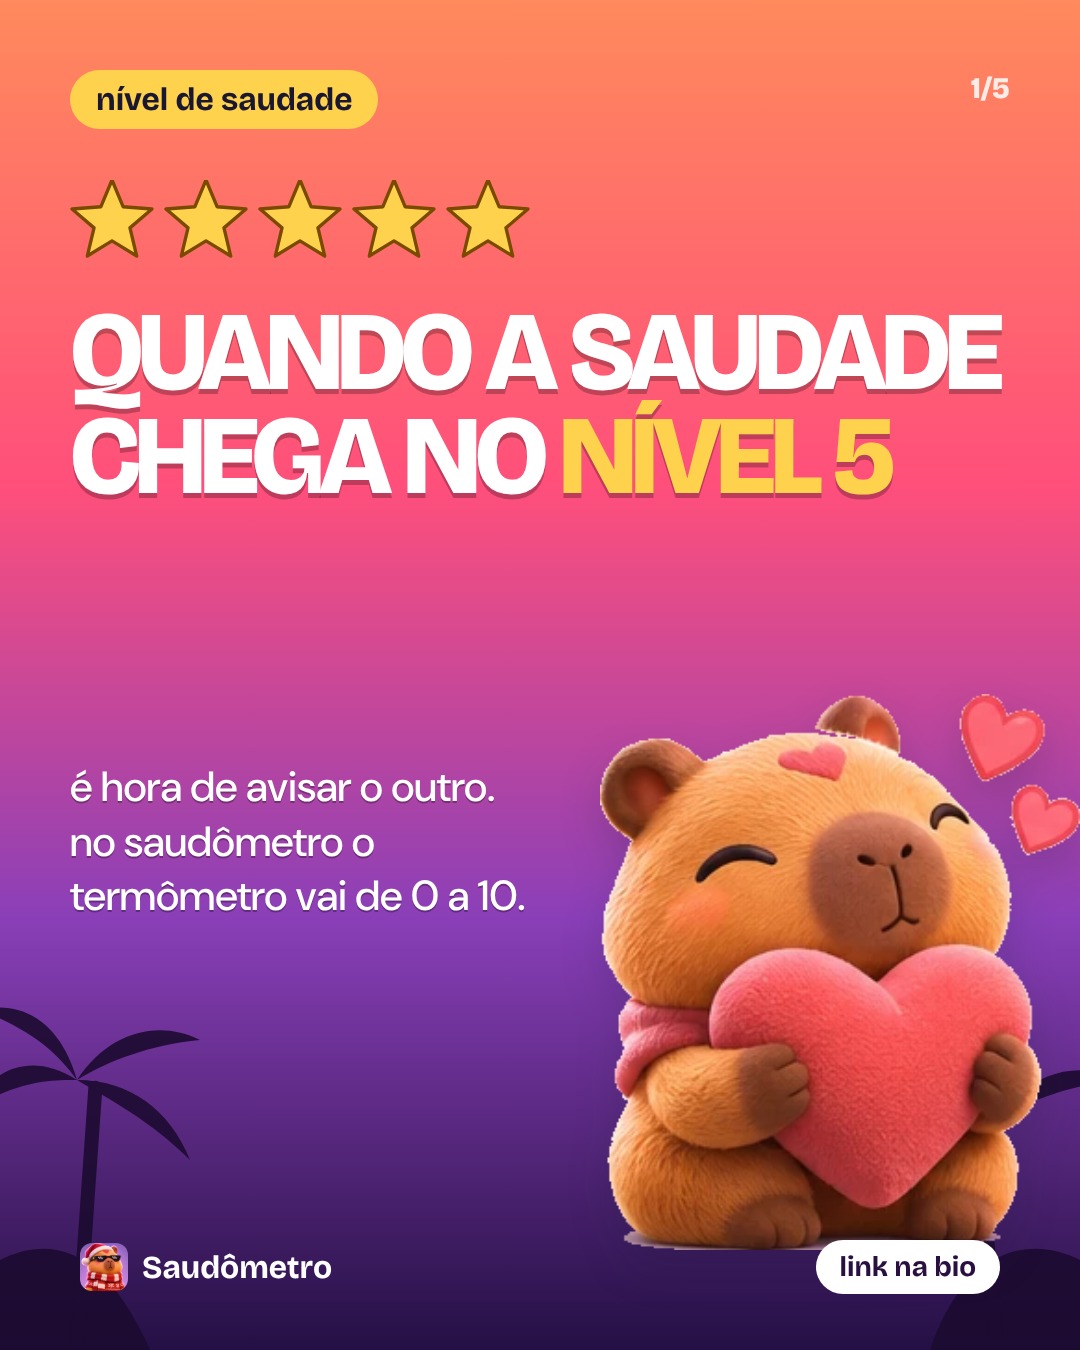 nível de saudade
1/5
QUANDO A SAUDADE
CHEGA NO NÍVEL 5
é hora de avisar o outro.
no saudômetro o
termômetro vai de 0 a 10.
Saudômetro
link na bio